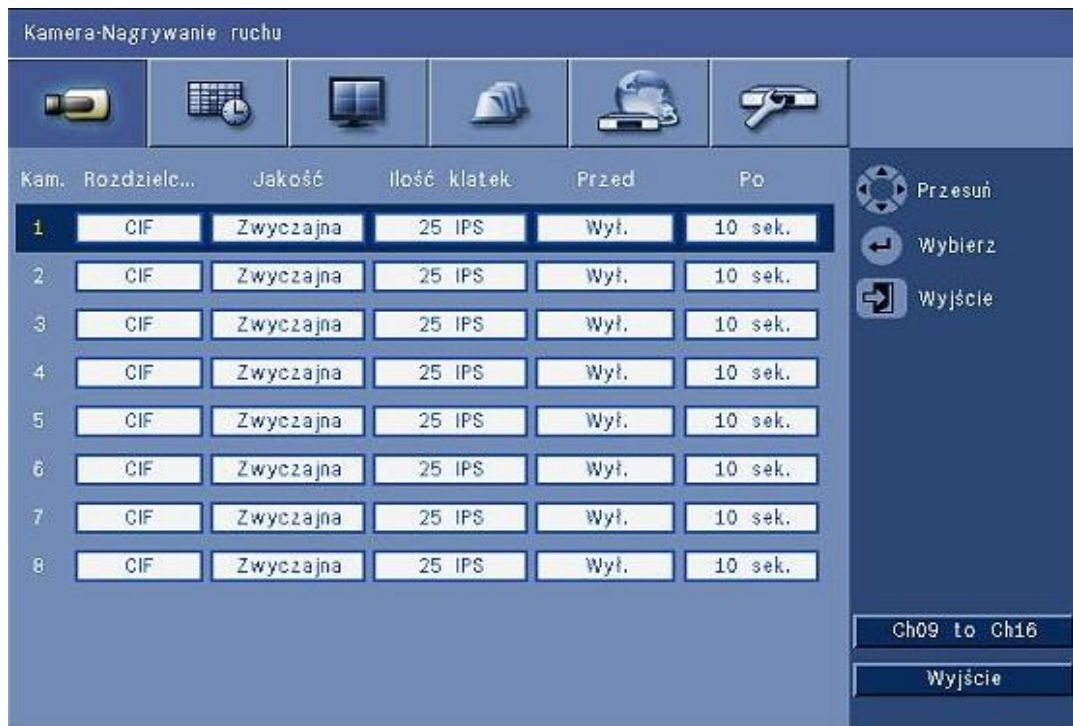 Kamera-Nagrywanie ruchu
Kam. Rozdzielc... Jakość Ilość klatek Przed Po
1 CIF Zwyczajna 25 IPS Wył. 10 sek.
2 CIF Zwyczajna 25 IPS Wył. 10 sek.
3 CIF Zwyczajna 25 IPS Wył. 10 sek.
4 CIF Zwyczajna 25 IPS Wył. 10 sek.
5 CIF Zwyczajna 25 IPS Wył. 10 sek.
6 CIF Zwyczajna 25 IPS Wył. 10 sek.
7 CIF Zwyczajna 25 IPS Wył. 10 sek.
8 CIF Zwyczajna 25 IPS Wył. 10 sek.
Przesuń
Wybierz
Wyjście
Ch09 to Ch16
Wyjście